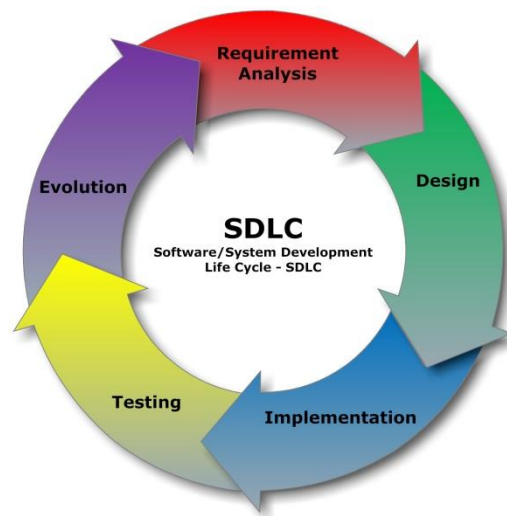 Requirement
Analysis
Design
Implementation
Testing
Evolution
SDLC
Software/System Development
Life Cycle - SDLC